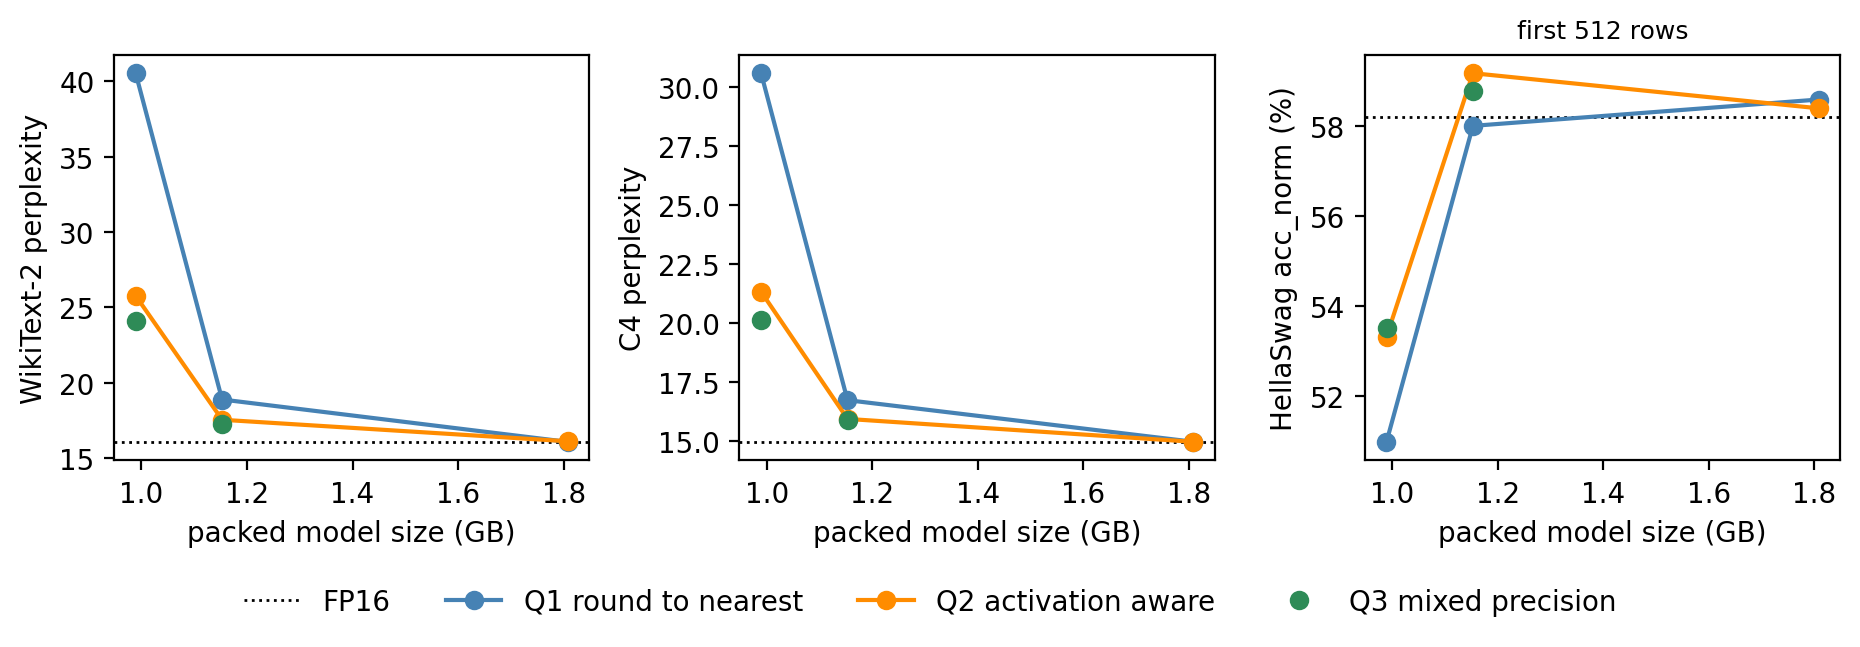 first 512 rows
WikiText-2 perplexity
40
35
30
25
20
15
1.0 1.2 1.4 1.6 1.8
packed model size (GB)
C4 perplexity
30.0
27.5
25.0
22.5
20.0
17.5
15.0
1.0 1.2 1.4 1.6 1.8
packed model size (GB)
HellaSwag acc_norm (%)
58
56
54
52
1.0 1.2 1.4 1.6 1.8
packed model size (GB)
FP16 Q1 round to nearest Q2 activation aware Q3 mixed precision